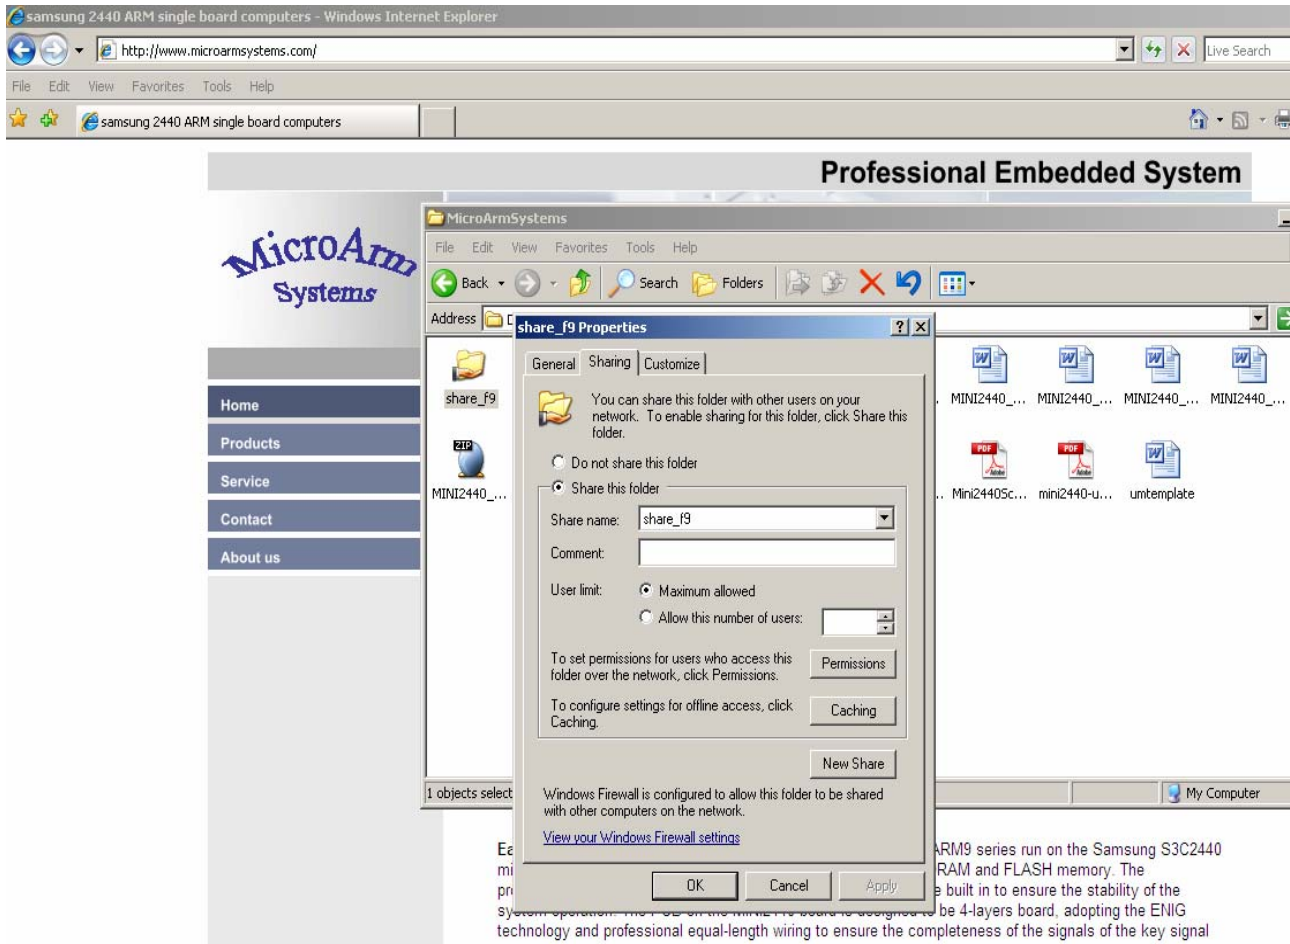 samsung 2440 ARM single board computers - Windows Internet Explorer
http://www.microarmsystems.com/
Live Search
File Edit View Favorites Tools Help
samsung 2440 ARM single board computers
Professional Embedded System
MicroArm
Systems
Home
Products
Service
Contact
About us
MicroArmSystems
File Edit View Favorites Tools Help
Back Search Folders
Address
share_f9
MINI2440_...
MINI2440_... MINI2440_... MINI2440_... MINI2440_...
Mini2440Sc... mini2440-u... umtemplate
1 objects select
My Computer
share_f9 Properties
General Sharing Customize
You can share this folder with other users on your
network. To enable sharing for this folder, click Share this
folder.
Do not share this folder
Share this folder
Share name: share_f9
Comment:
User limit: Maximum allowed
Allow this number of users:
To set permissions for users who access this
folder over the network, click Permissions.
Permissions
To configure settings for offline access, click
Caching.
Caching
New Share
Windows Firewall is configured to allow this folder to be shared
with other computers on the network.
View your Windows Firewall settings
OK Cancel Apply
ARM9 series run on the Samsung S3C2440
and FLASH memory. The
built in to ensure the stability of the
be 4-layers board, adopting the ENIG
technology and professional equal-length wiring to ensure the completeness of the signals of the key signal